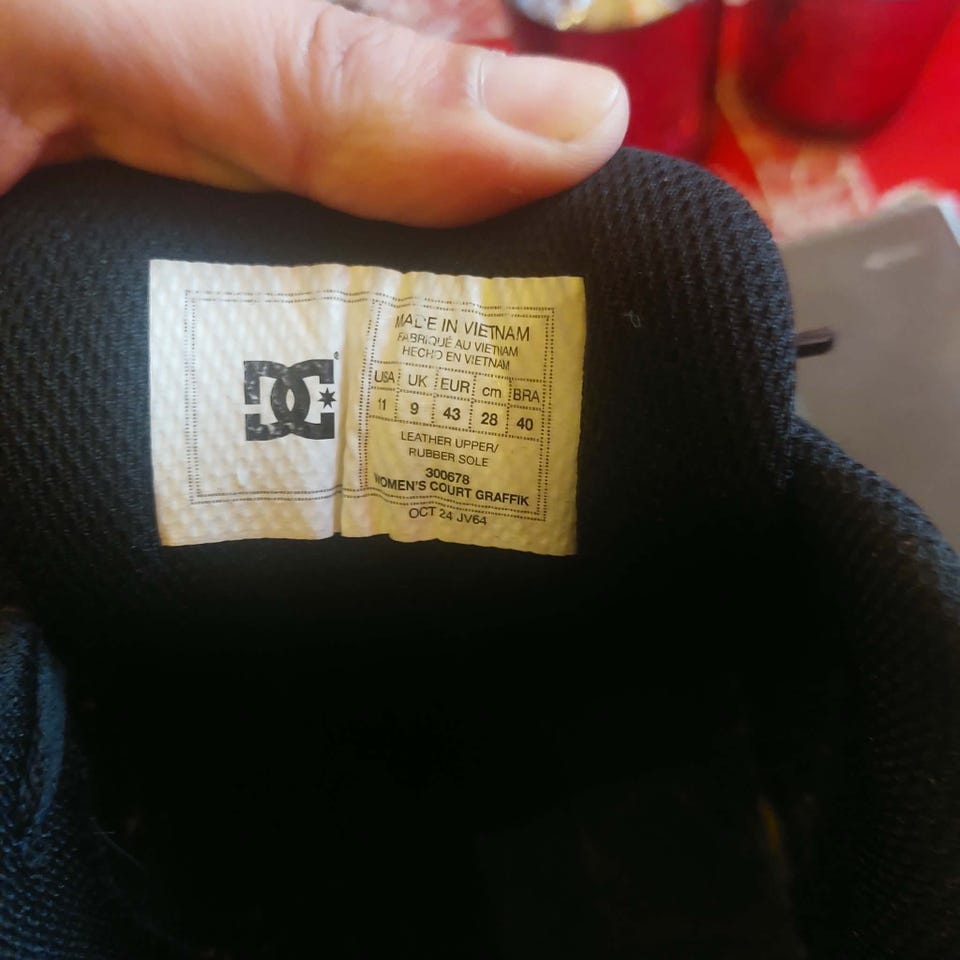 DC
MADE IN VIETNAM
FABRIQUÉ AU VIETNAM
HECHO EN VIETNAM
USA UK EUR cm BRA
11 9 43 28 40
LEATHER UPPER/
RUBBER SOLE
300678
WOMEN'S COURT GRAFFIK
OCT 24 JV64